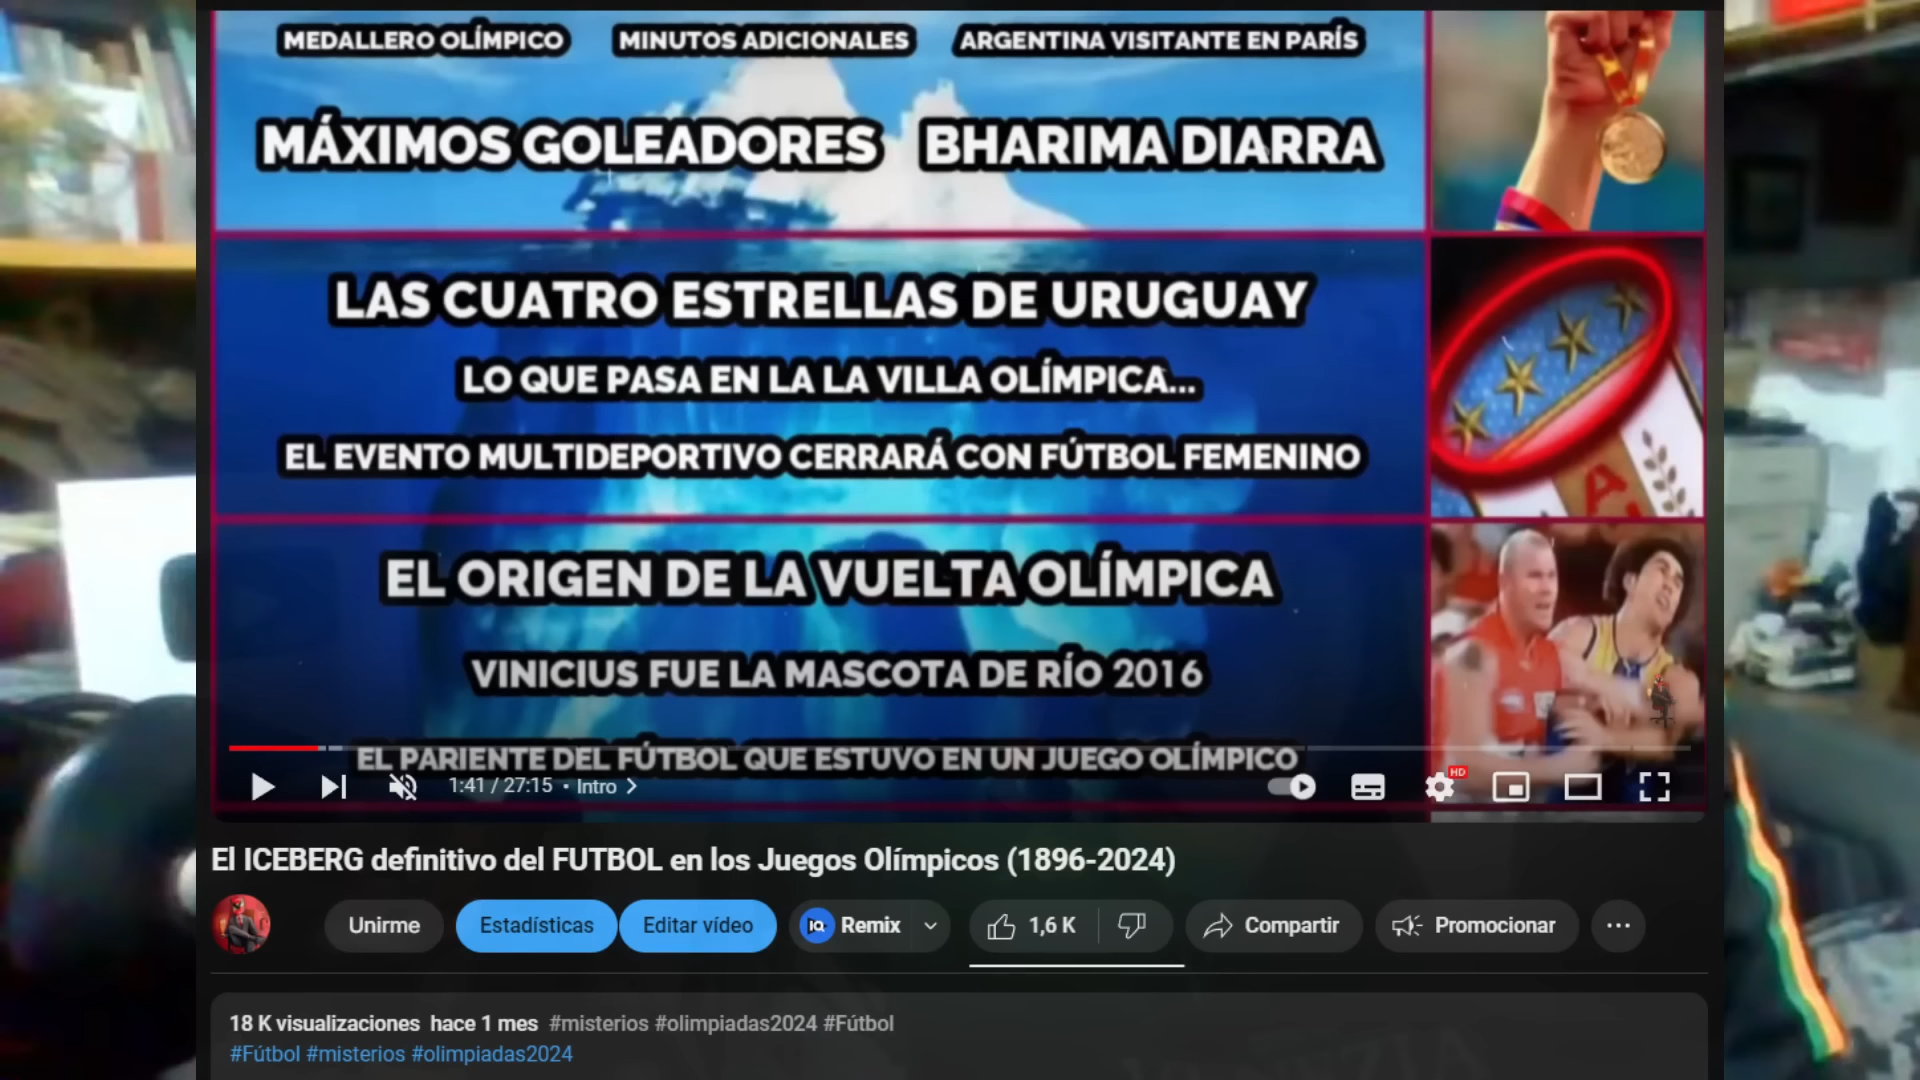 MEDALLERO OLÍMPICO MINUTOS ADICIONALES ARGENTINA VISITANTE EN PARÍS
MÁXIMOS GOLEADORES BHARIMA DIARRA
LAS CUATRO ESTRELLAS DE URUGUAY
LO QUE PASA EN LA LA VILLA OLÍMPICA...
EL EVENTO MULTIDEPORTIVO CERRARÁ CON FÚTBOL FEMENINO
EL ORIGEN DE LA VUELTA OLÍMPICA
VINICIUS FUE LA MASCOTA DE RÍO 2016
EL PARIENTE DEL FÚTBOL QUE ESTUVO EN UN JUEGO OLÍMPICO
1:41 / 27:15 • Intro
HD
El ICEBERG definitivo del FUTBOL en los Juegos Olímpicos (1896-2024)
Unirme Estadísticas Editar vídeo Remix 1,6 K Compartir Promocionar
18 K visualizaciones hace 1 mes #misterios #olimpiadas2024 #Fútbol
#Fútbol #misterios #olimpiadas2024